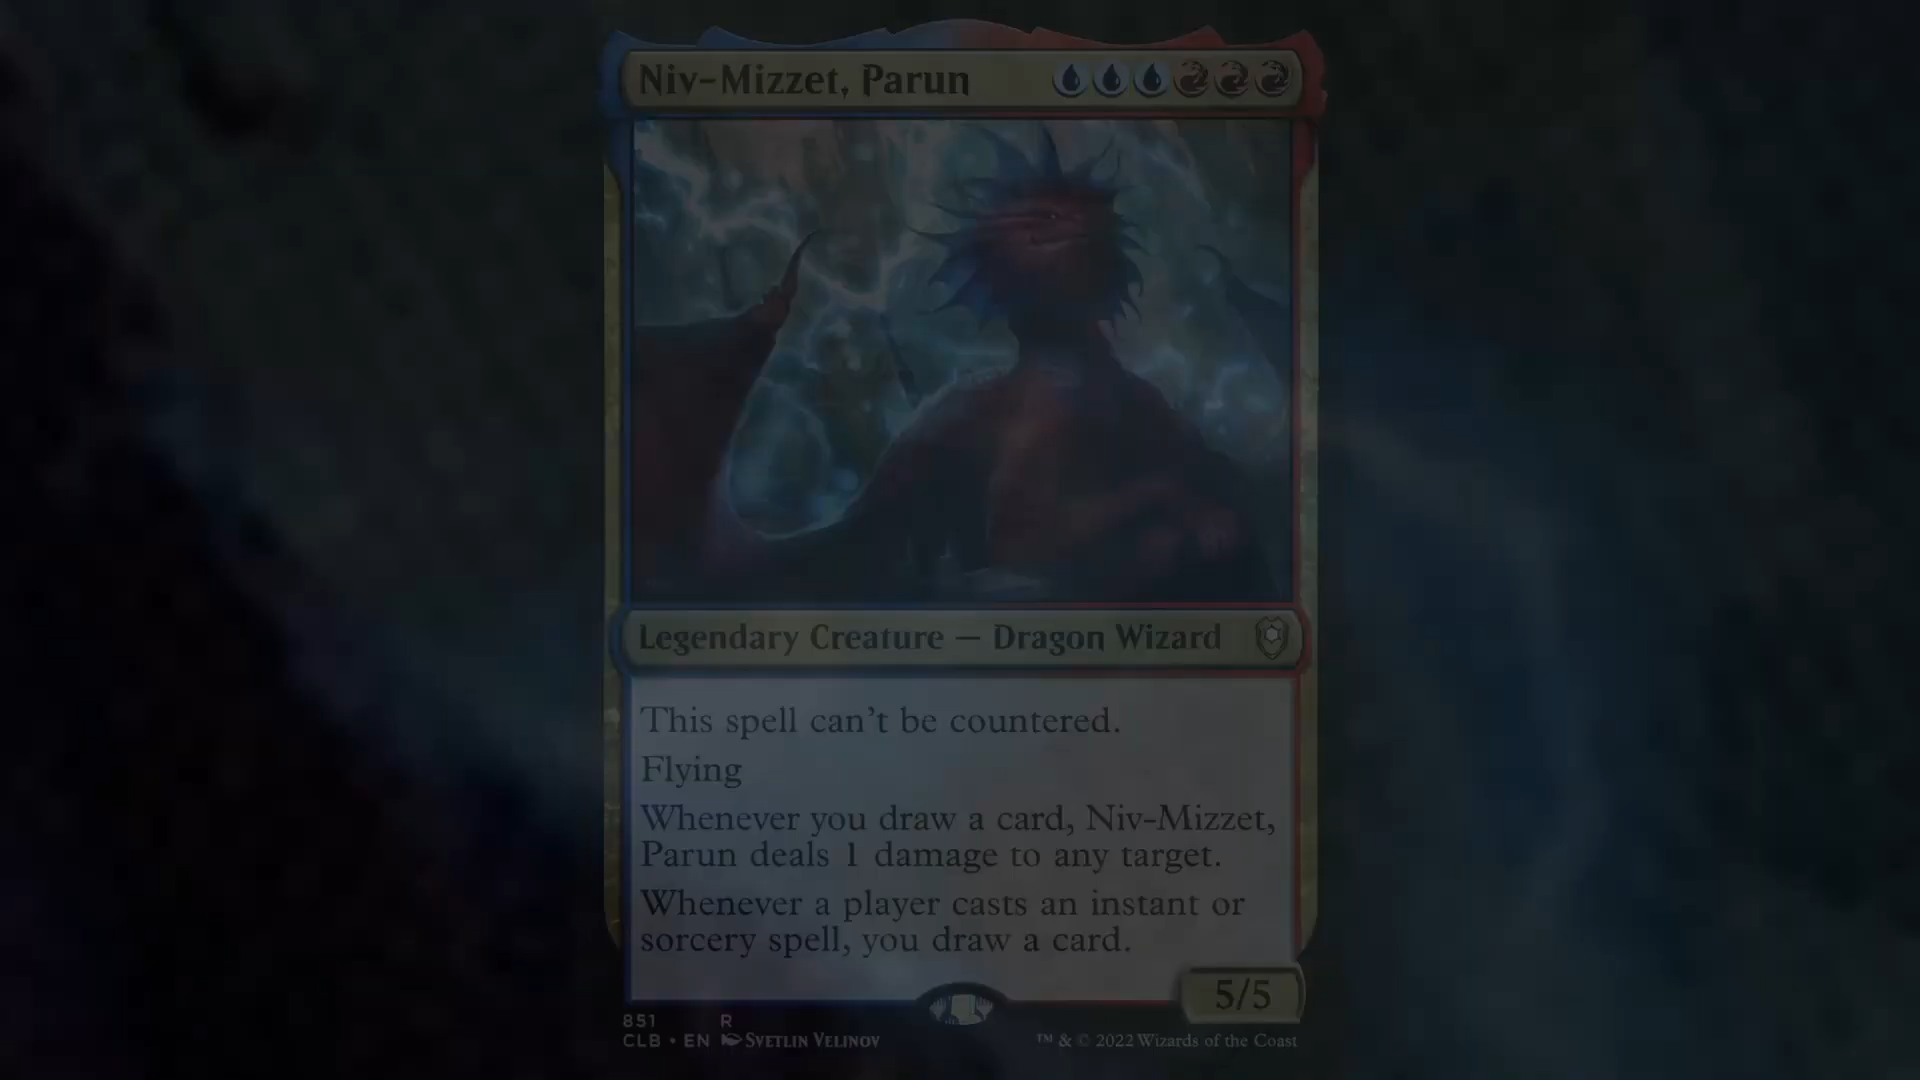 Niv-Mizzet, Parun
Legendary Creature — Dragon Wizard
This spell can't be countered.
Flying
Whenever you draw a card, Niv-Mizzet,
Parun deals 1 damage to any target.
Whenever a player casts an instant or
sorcery spell, you draw a card.
5/5
851 R
CLB • EN Svetlin Velinov
™ & © 2022 Wizards of the Coast